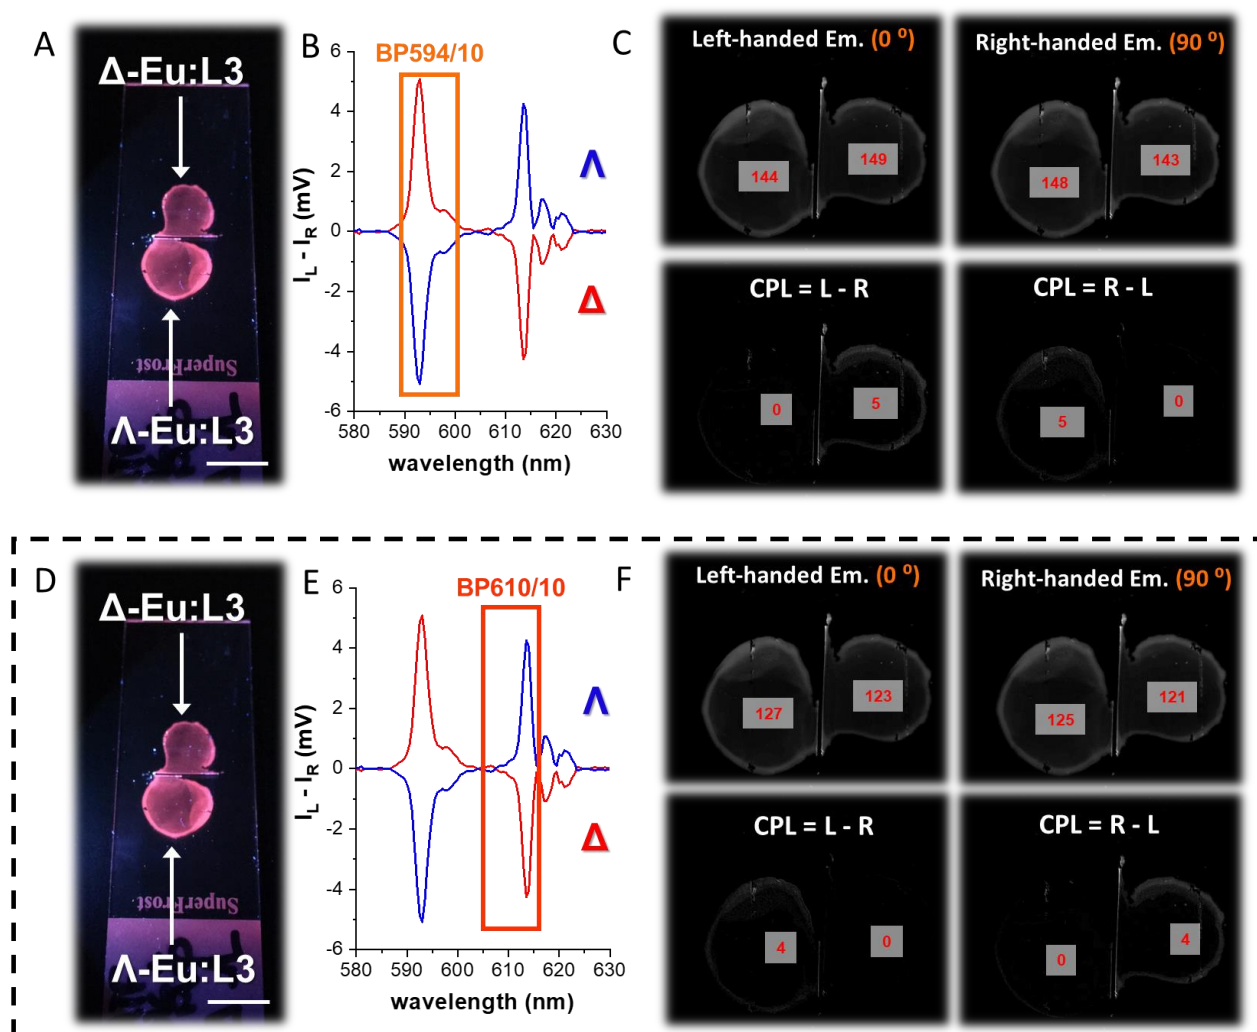 A
Δ-Eu:L3
SuperFrost
Λ-Eu:L3
B
BP594/10
6
4
2
0
-2
-4
-6
I_L - I_R (mV)
Λ
Δ
580 590 600 610 620 630
wavelength (nm)
C
Left-handed Em. (0 º)
144
149
Right-handed Em. (90 º)
148
143
CPL = L - R
0
5
CPL = R - L
5
0
D
Δ-Eu:L3
SuperFrost
Λ-Eu:L3
E
BP610/10
6
4
2
0
-2
-4
-6
I_L - I_R (mV)
Λ
Δ
580 590 600 610 620 630
wavelength (nm)
F
Left-handed Em. (0 º)
127
123
Right-handed Em. (90 º)
125
121
CPL = L - R
4
0
CPL = R - L
0
4